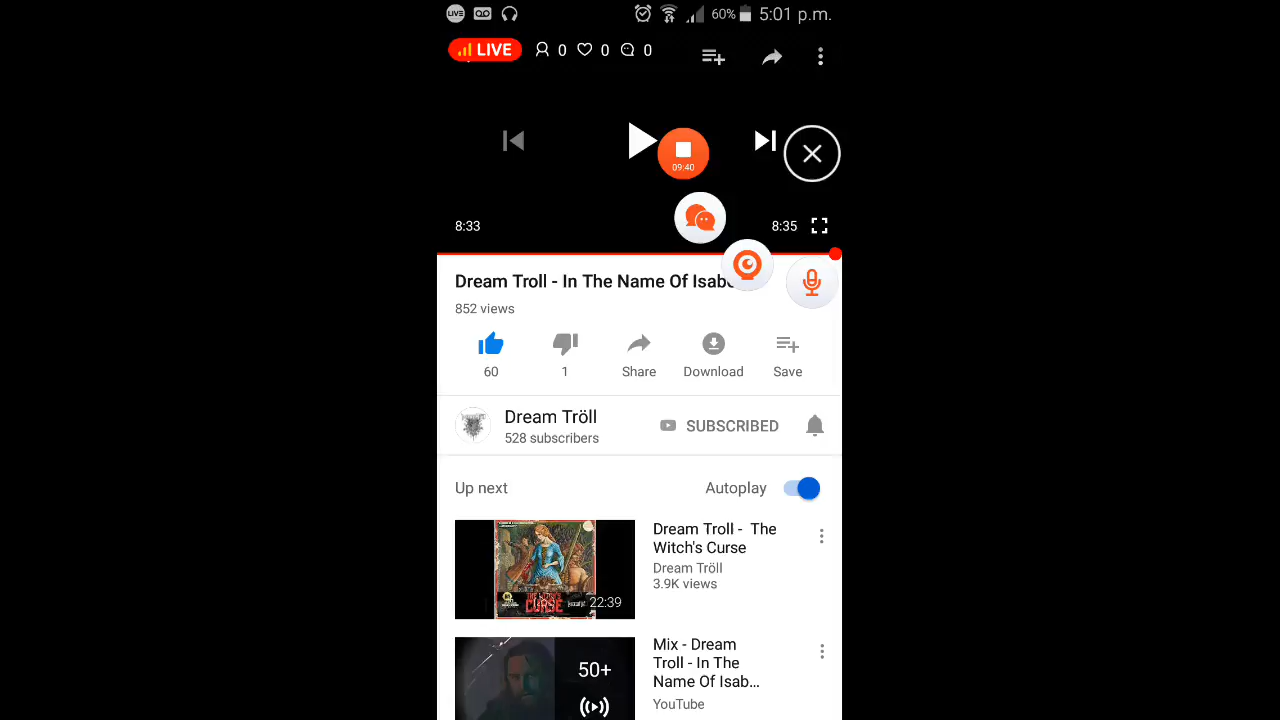 LIVE 60% 5:01 p.m.
LIVE 0 0 0
09:40
8:33 8:35
Dream Troll - In The Name Of Isab
852 views
60 1 Share Download Save
Dream Tröll SUBSCRIBED
528 subscribers
Up next Autoplay
Dream Troll - The
Witch's Curse
Dream Tröll
3.9K views
CURSE
22:39
Mix - Dream
Troll - In The
Name Of Isab...
YouTube
50+